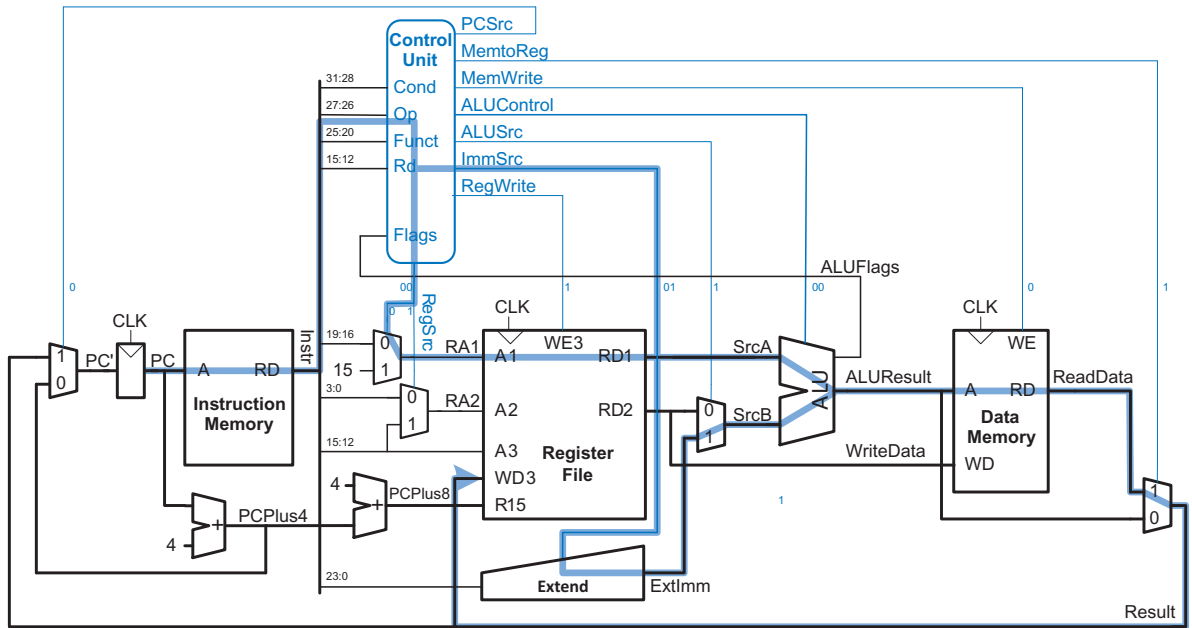 PCSrc
Control
Unit
MemtoReg
31:28
Cond
MemWrite
27:26
Op
ALUControl
25:20
Funct
ALUSrc
15:12
Rd
ImmSrc
RegWrite
Flags
ALUFlags
0
00
1
01
1
00
0
1
0 1
RegSrc
CLK
CLK
CLK
1
0
PC'
PC
A RD
Instruction
Memory
Instr
19:16
15
0
1
RA1
3:0
0
1
RA2
15:12
A1
WE3
RD1
A2
RD2
A3
Register
File
WD3
R15
SrcA
0
1
SrcB
ALU
ALUResult
WriteData
WE
A RD
Data
Memory
WD
ReadData
1
0
4
+
PCPlus4
4
+
PCPlus8
1
23:0
Extend
ExtImm
Result